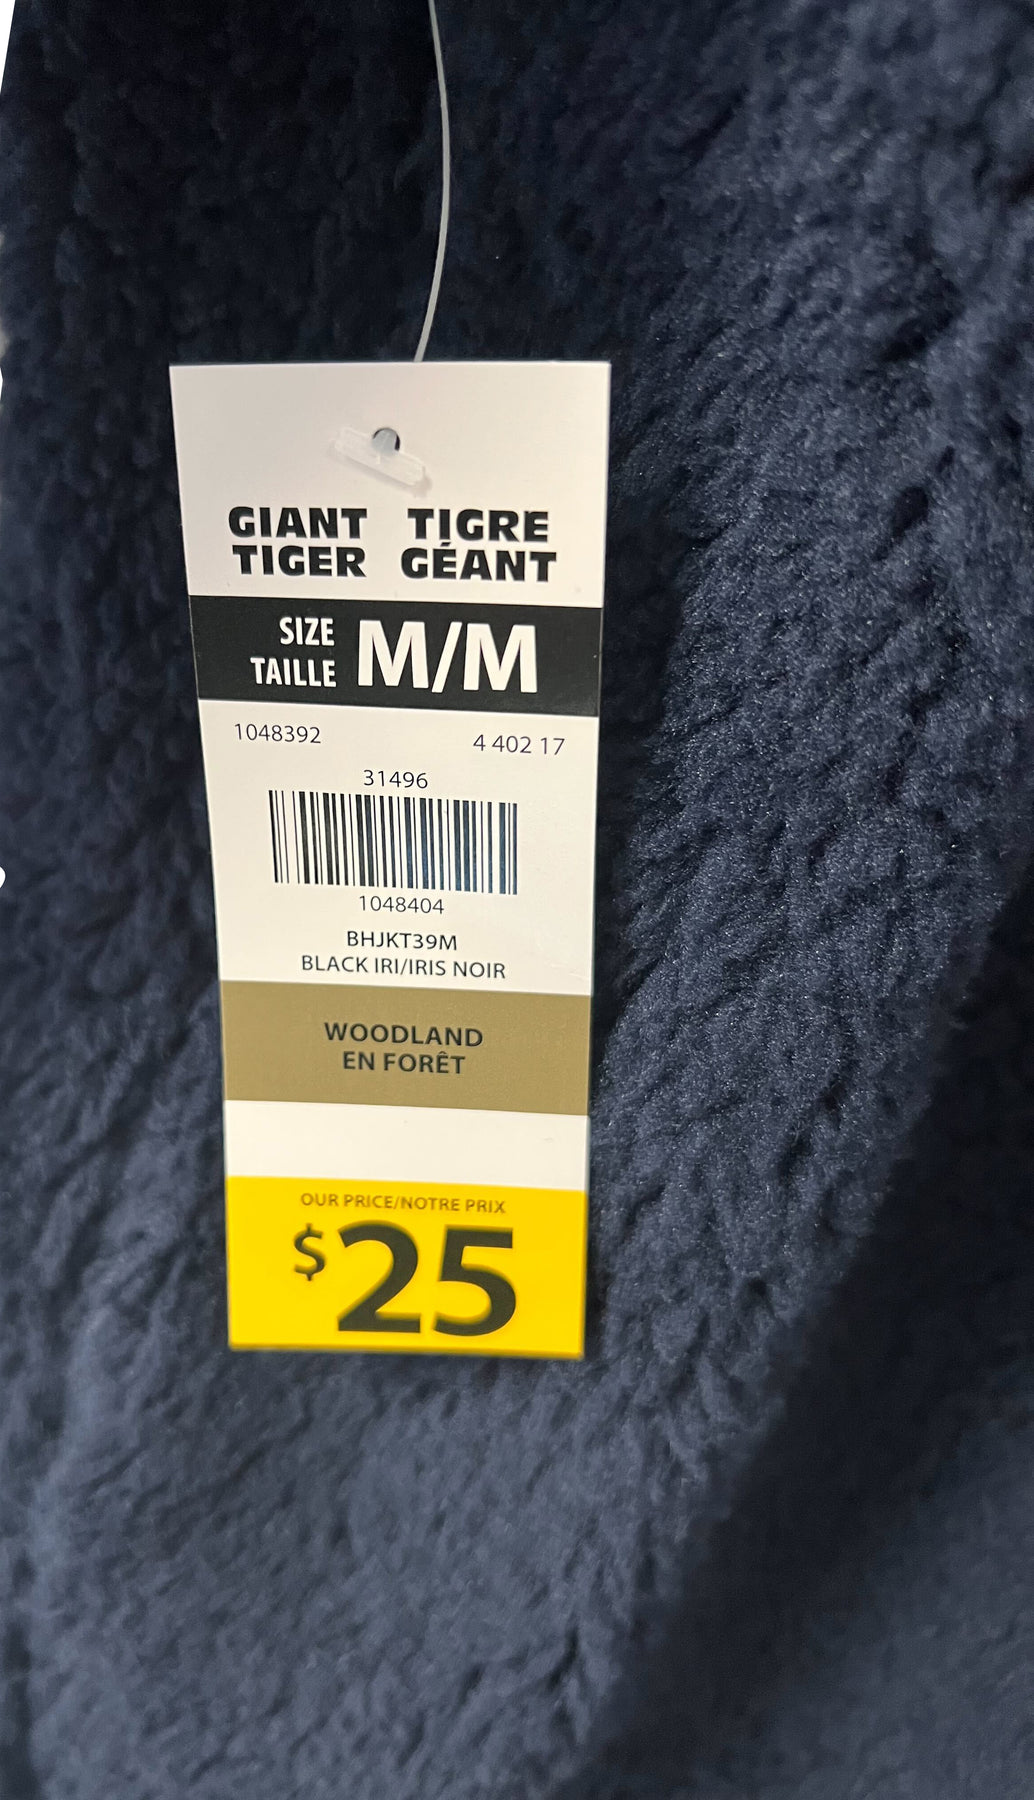 GIANT TIGRE
TIGER GÉANT
SIZE
TAILLE M/M
1048392 4 402 17
31496
1048404
BHJKT39M
BLACK IRI/IRIS NOIR
WOODLAND
EN FORÊT
OUR PRICE/NOTRE PRIX
$25